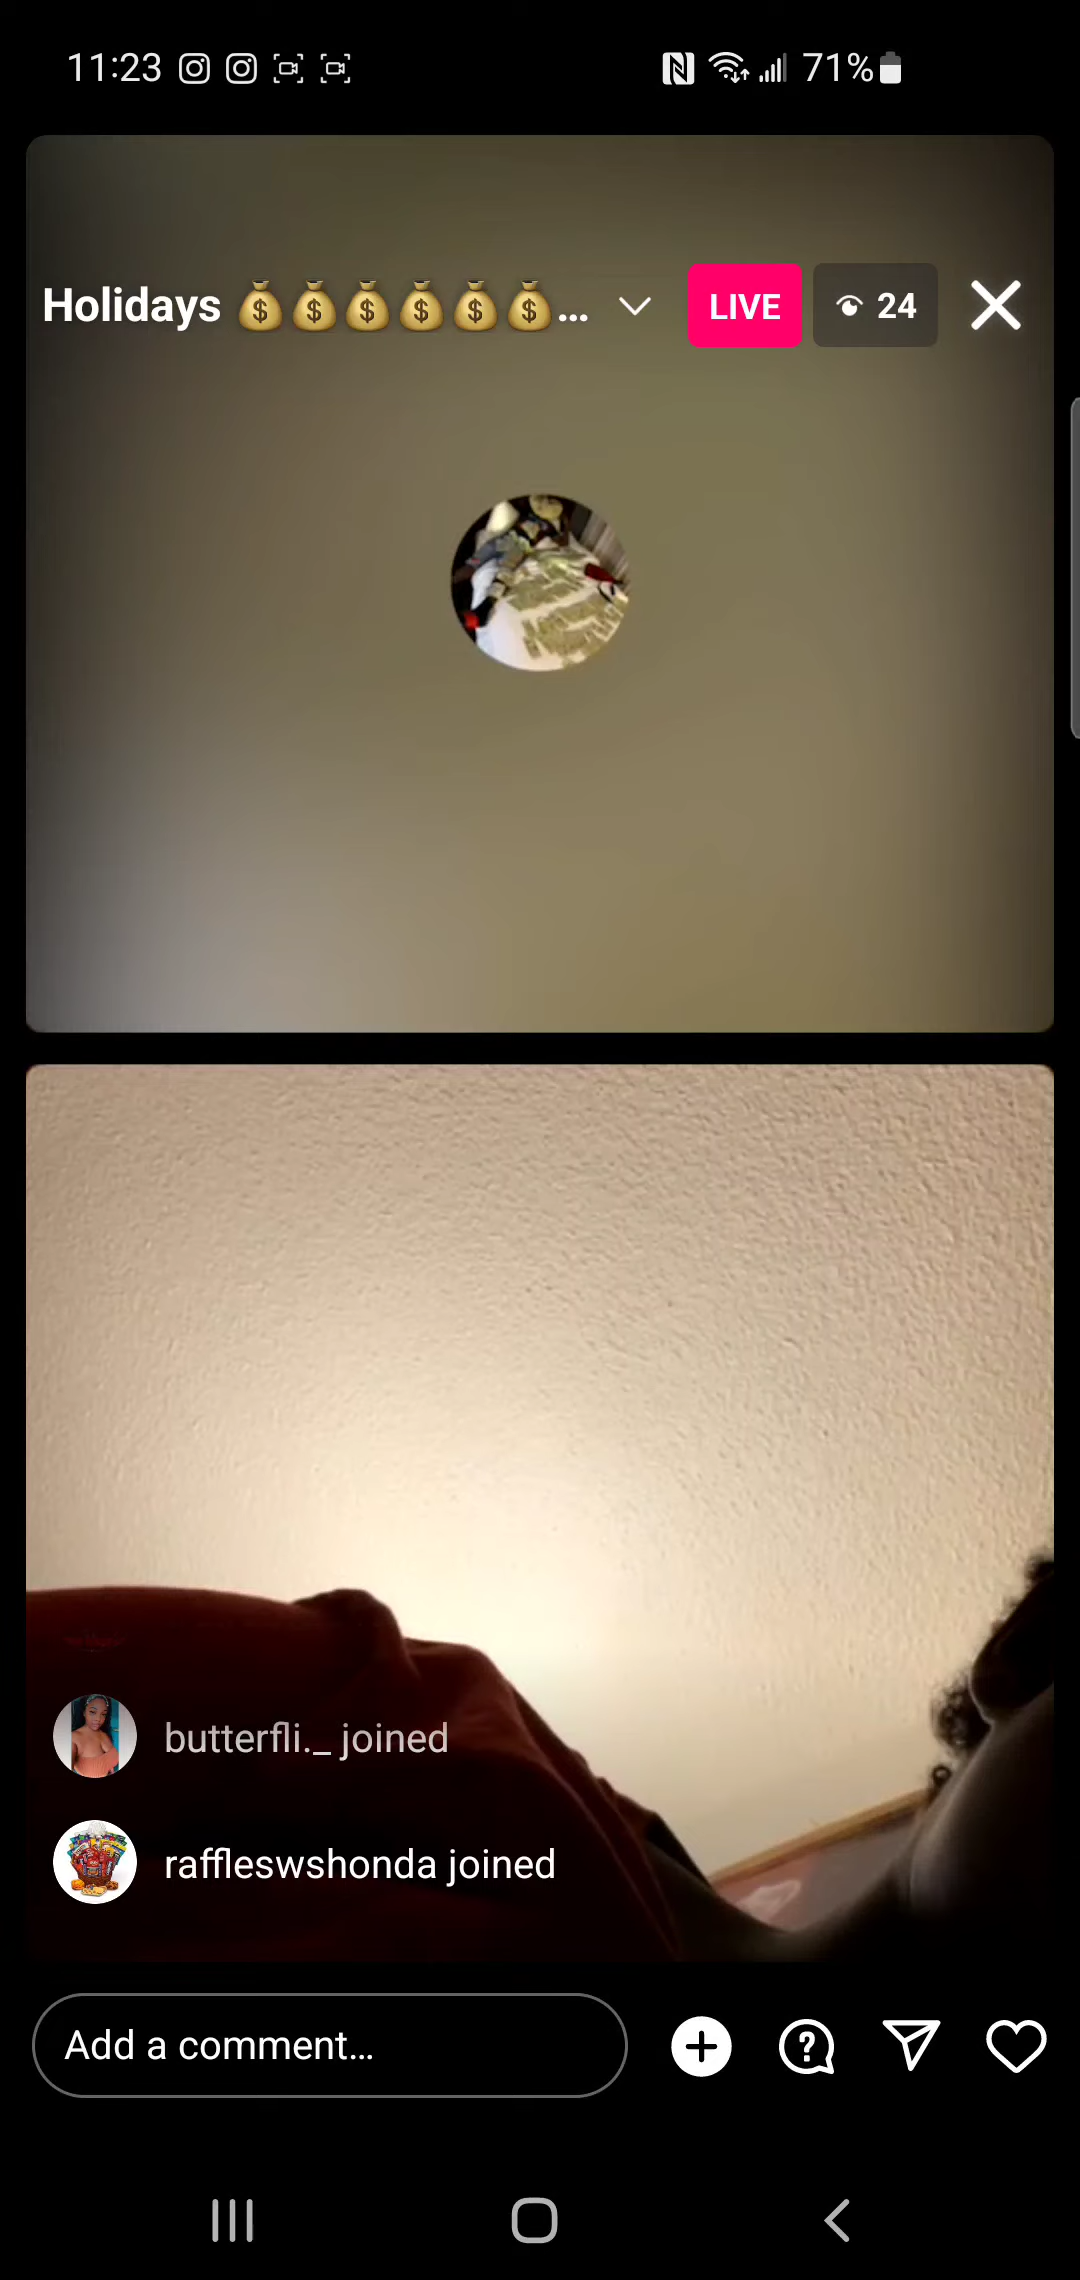 11:23 71%
Holidays 💰💰💰💰💰💰... LIVE 24
butterfli._ joined
raffleswshonda joined
Add a comment...